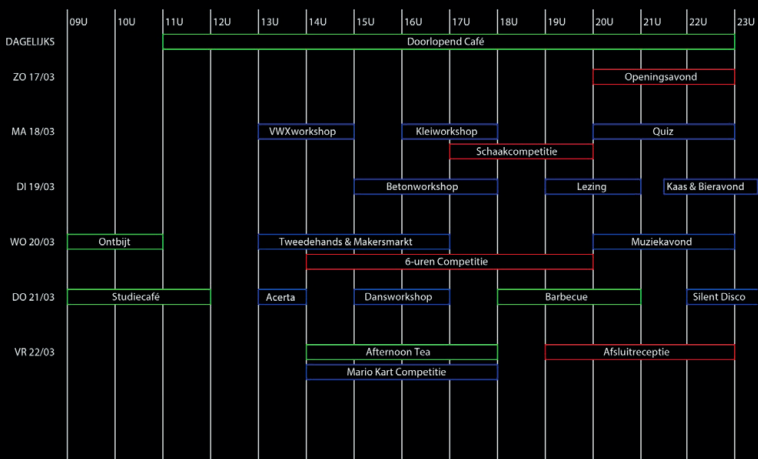 09U 10U 11U 12U 13U 14U 15U 16U 17U 18U 19U 20U 21U 22U 23U
DAGELIJKS Doorlopend Café
ZO 17/03 Openingsavond
MA 18/03 VWXworkshop Kleiworkshop Quiz
Schaakcompetitie
DI 19/03 Betonworkshop Lezing Kaas & Bieravond
WO 20/03 Ontbijt Tweedehands & Makersmarkt Muziekavond
6-uren Competitie
DO 21/03 Studiecafé Acerta Dansworkshop Barbecue Silent Disco
VR 22/03 Afternoon Tea Afsluitreceptie
Mario Kart Competitie